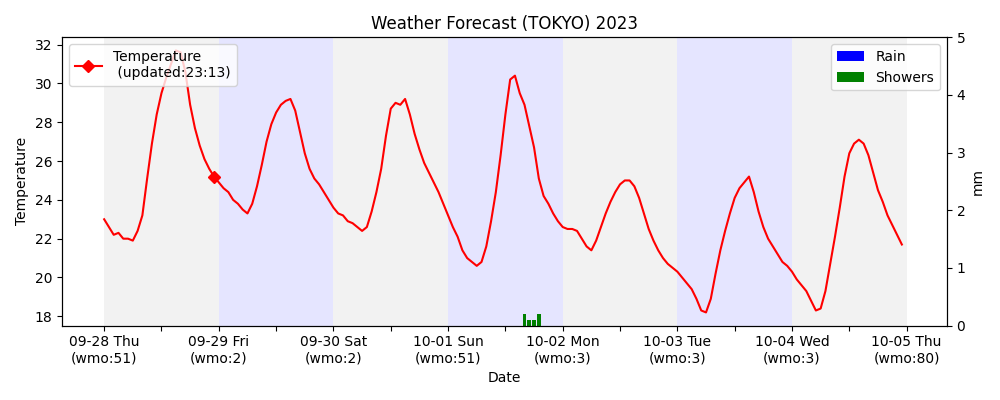 Weather Forecast (TOKYO) 2023
Temperature
(updated:23:13)
Rain
Showers
32
30
28
26
24
22
20
18
Temperature
5
4
3
2
1
0
mm
09-28 Thu 09-29 Fri 09-30 Sat 10-01 Sun 10-02 Mon 10-03 Tue 10-04 Wed 10-05 Thu
(wmo:51) (wmo:2) (wmo:2) (wmo:51) (wmo:3) (wmo:3) (wmo:3) (wmo:80)
Date